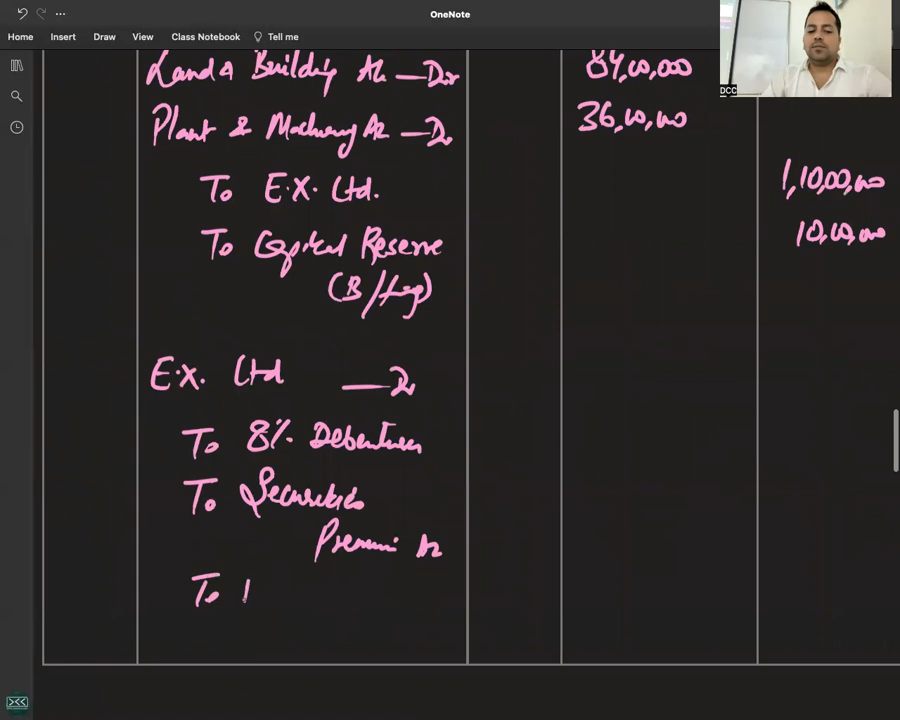 OneNote
Home Insert Draw View Class Notebook Tell me
DCC
Land & Building A/c —Dr 84,00,000
Plant & Machinery A/c —Dr 36,00,000
To E.X. Ltd. 1,10,00,000
To Capital Reserve 10,00,000
(B/fig)
E.X. Ltd —Dr
To 8% Debentures
To Securities
Premium A/c
To